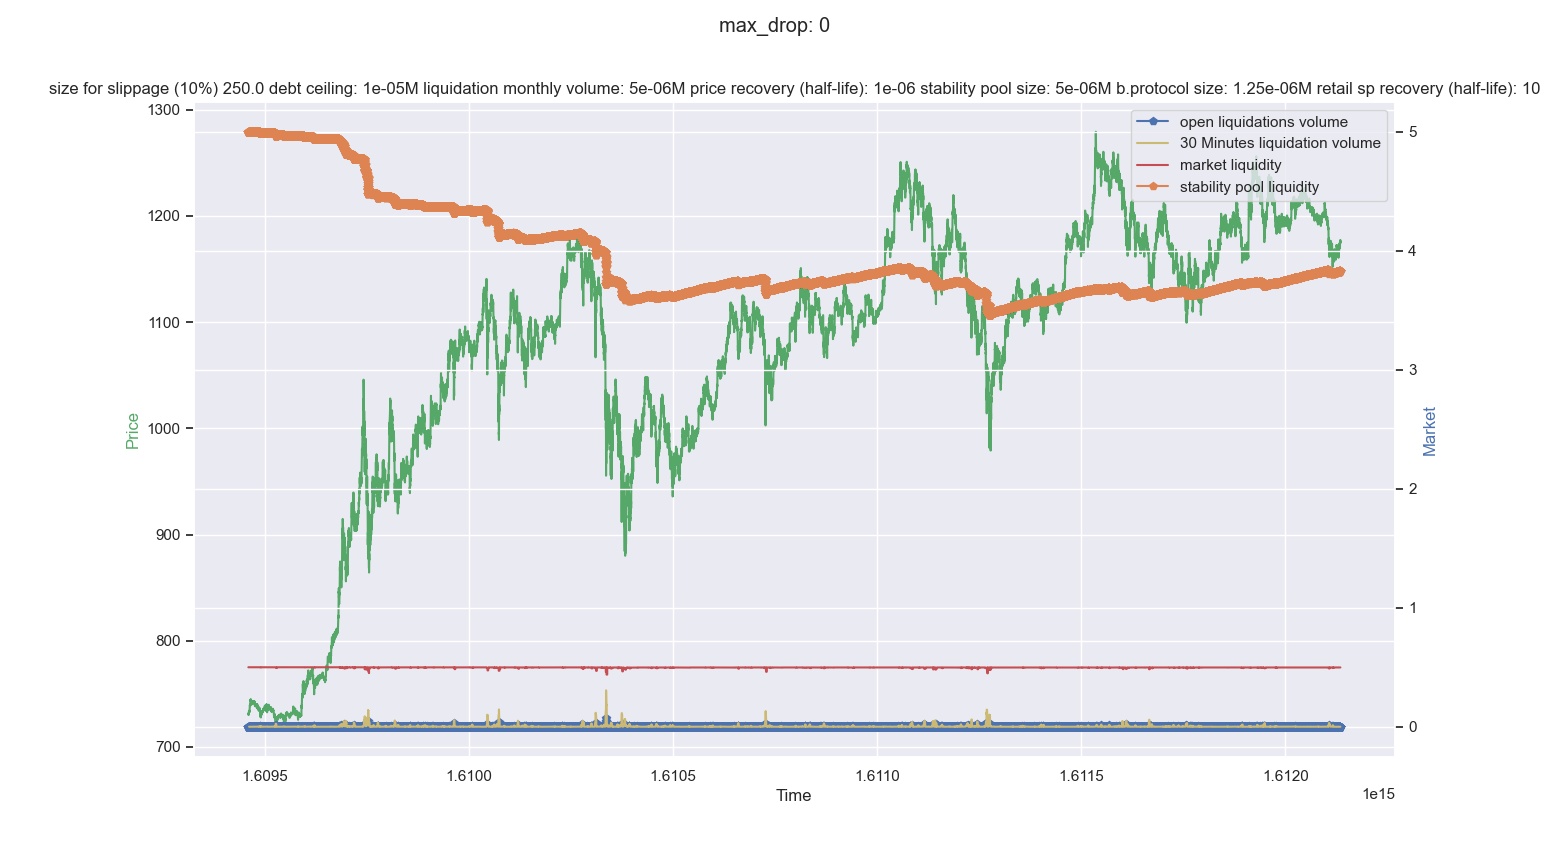 max_drop: 0
size for slippage (10%) 250.0 debt ceiling: 1e-05M liquidation monthly volume: 5e-06M price recovery (half-life): 1e-06 stability pool size: 5e-06M b.protocol size: 1.25e-06M retail sp recovery (half-life): 10
open liquidations volume
30 Minutes liquidation volume
market liquidity
stability pool liquidity
1300
1200
1100
1000
900
800
700
Price
5
4
3
2
1
0
Market
1.6095 1.6100 1.6105 1.6110 1.6115 1.6120
Time
1e15